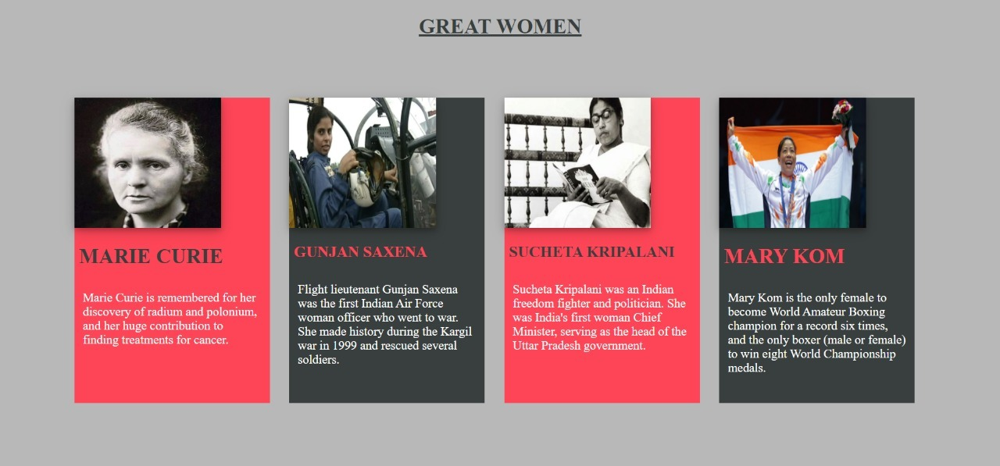 GREAT WOMEN
MARIE CURIE
Marie Curie is remembered for her
discovery of radium and polonium,
and her huge contribution to
finding treatments for cancer.
GUNJAN SAXENA
Flight lieutenant Gunjan Saxena
was the first Indian Air Force
woman officer who went to war.
She made history during the Kargil
war in 1999 and rescued several
soldiers.
SUCHETA KRIPALANI
Sucheta Kripalani was an Indian
freedom fighter and politician. She
was India's first woman Chief
Minister, serving as the head of the
Uttar Pradesh government.
MARY KOM
Mary Kom is the only female to
become World Amateur Boxing
champion for a record six times,
and the only boxer (male or female)
to win eight World Championship
medals.